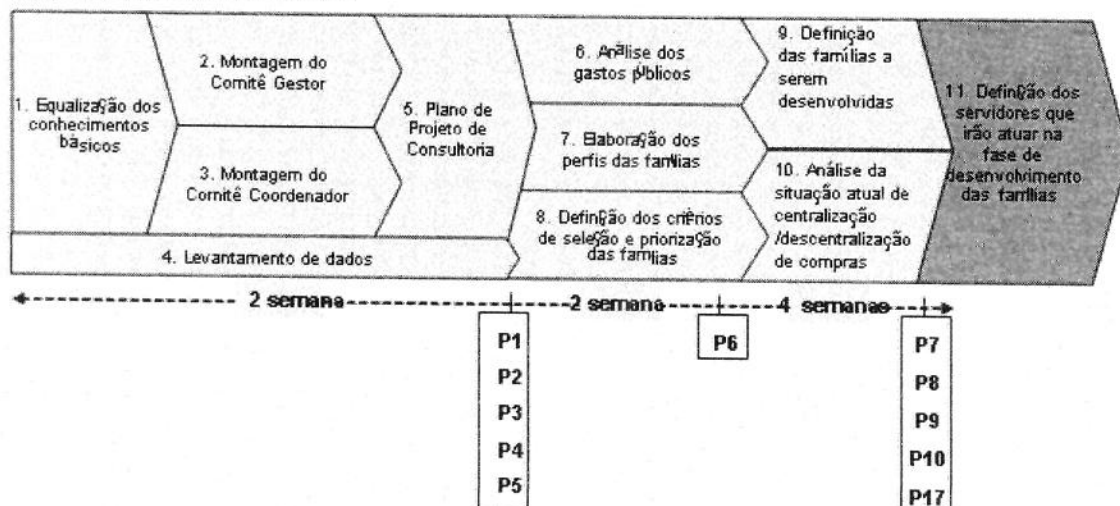 1. Equalização dos
conhecimentos
básicos
2. Montagem do
Comitê Gestor
3. Montagem do
Comitê Coordenador
4. Levantamento de dados
5. Plano de
Projeto de
Consultoria
6. Análise dos
gastos públicos
7. Elaboração dos
perfis das famílias
8. Definição dos critérios
de seleção e priorização
das famílias
9. Definição
das famílias a
serem
desenvolvidas
10. Análise da
situação atual de
centralização
/descentralização
de compras
11. Definição dos
servidores que
irão atuar na
fase de
desenvolvimento
das famílias
2 semana
2 semana
4 semanas
P1
P2
P3
P4
P5
P6
P7
P8
P9
P10
P17